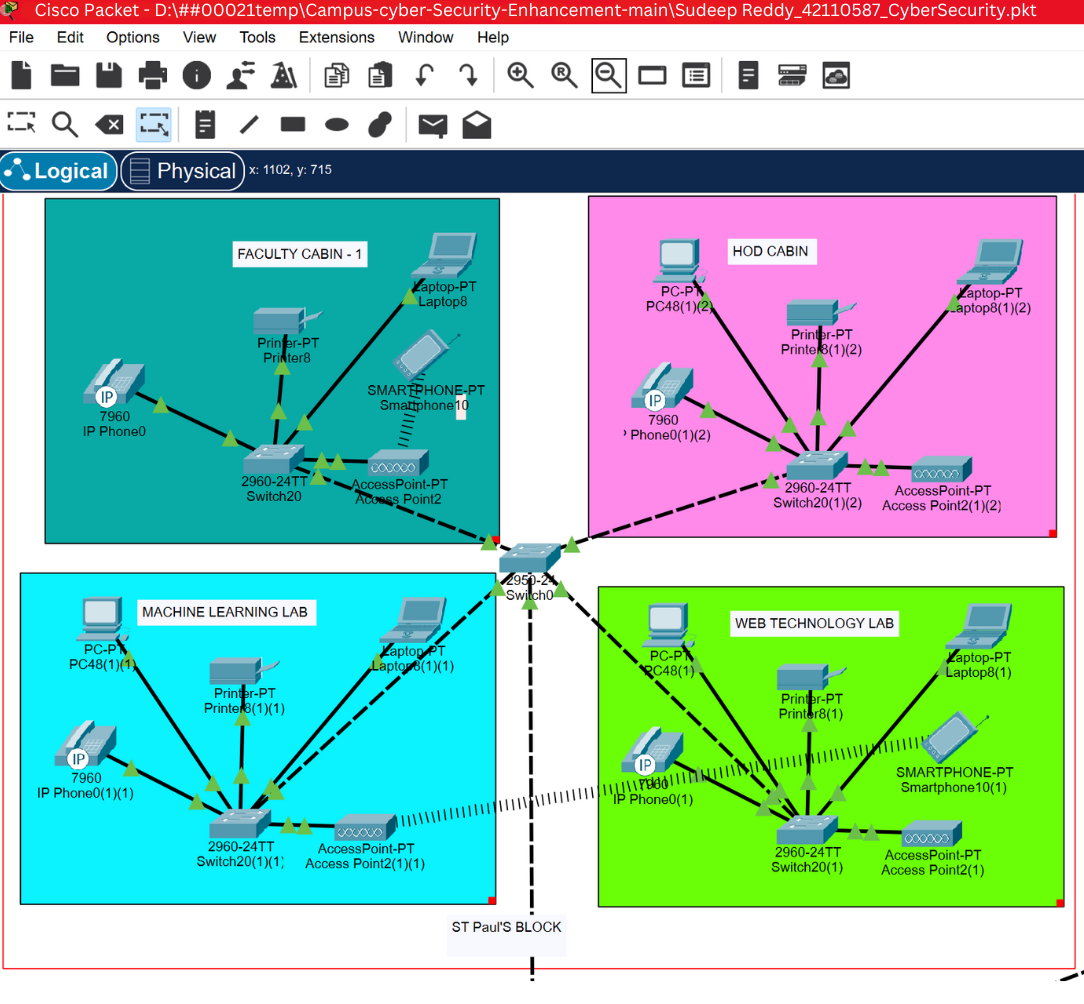 Cisco Packet - D:\##00021temp\Campus-cyber-Security-Enhancement-main\Sudeep Reddy_42110587_CyberSecurity.pkt
File Edit Options View Tools Extensions Window Help
Logical Physical x: 1102, y: 715
FACULTY CABIN - 1
Laptop-PT
Laptop8
Printer-PT
Printer8
SMARTPHONE-PT
Smartphone10
IP
7960
IP Phone0
2960-24TT
Switch20
AccessPoint-PT
Access Point2
HOD CABIN
PC-PT
PC48(1)(2)
Laptop-PT
Laptop8(1)(2)
Printer-PT
Printer8(1)(2)
IP
7960
Phone0(1)(2)
2960-24TT
Switch20(1)(2)
AccessPoint-PT
Access Point2(1)(2)
2950-24
Switch0
MACHINE LEARNING LAB
PC-PT
PC48(1)(1)
Laptop-PT
Laptop8(1)(1)
Printer-PT
Printer8(1)(1)
IP
7960
IP Phone0(1)(1)
2960-24TT
Switch20(1)(1)
AccessPoint-PT
Access Point2(1)(1)
WEB TECHNOLOGY LAB
PC-PT
PC48(1)
Laptop-PT
Laptop8(1)
Printer-PT
Printer8(1)
SMARTPHONE-PT
Smartphone10(1)
IP
7960
IP Phone0(1)
2960-24TT
Switch20(1)
AccessPoint-PT
Access Point2(1)
ST Paul'S BLOCK